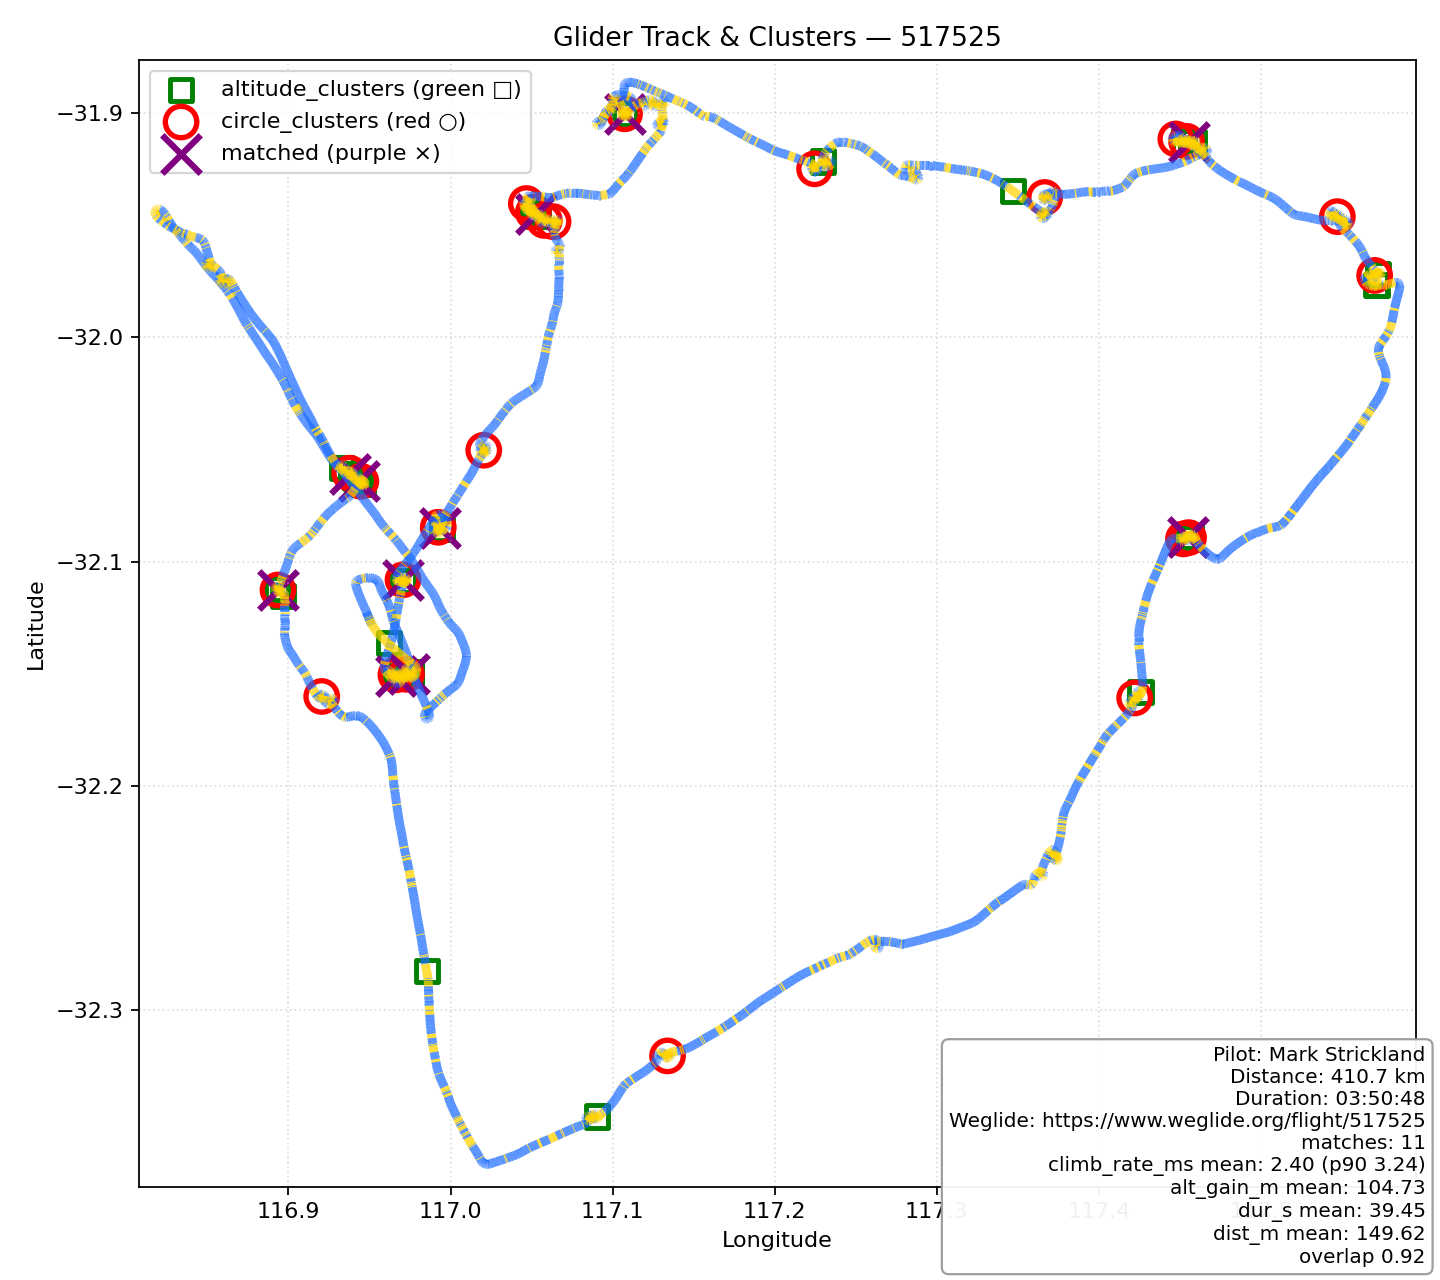 Glider Track & Clusters — 517525
altitude_clusters (green □)
circle_clusters (red ○)
matched (purple ×)
−31.9
−32.0
−32.1
−32.2
−32.3
Latitude
116.9
117.0
117.1
117.2
117.3
117.4
Longitude
Pilot: Mark Strickland
Distance: 410.7 km
Duration: 03:50:48
Weglide: https://www.weglide.org/flight/517525
matches: 11
climb_rate_ms mean: 2.40 (p90 3.24)
alt_gain_m mean: 104.73
dur_s mean: 39.45
dist_m mean: 149.62
overlap 0.92